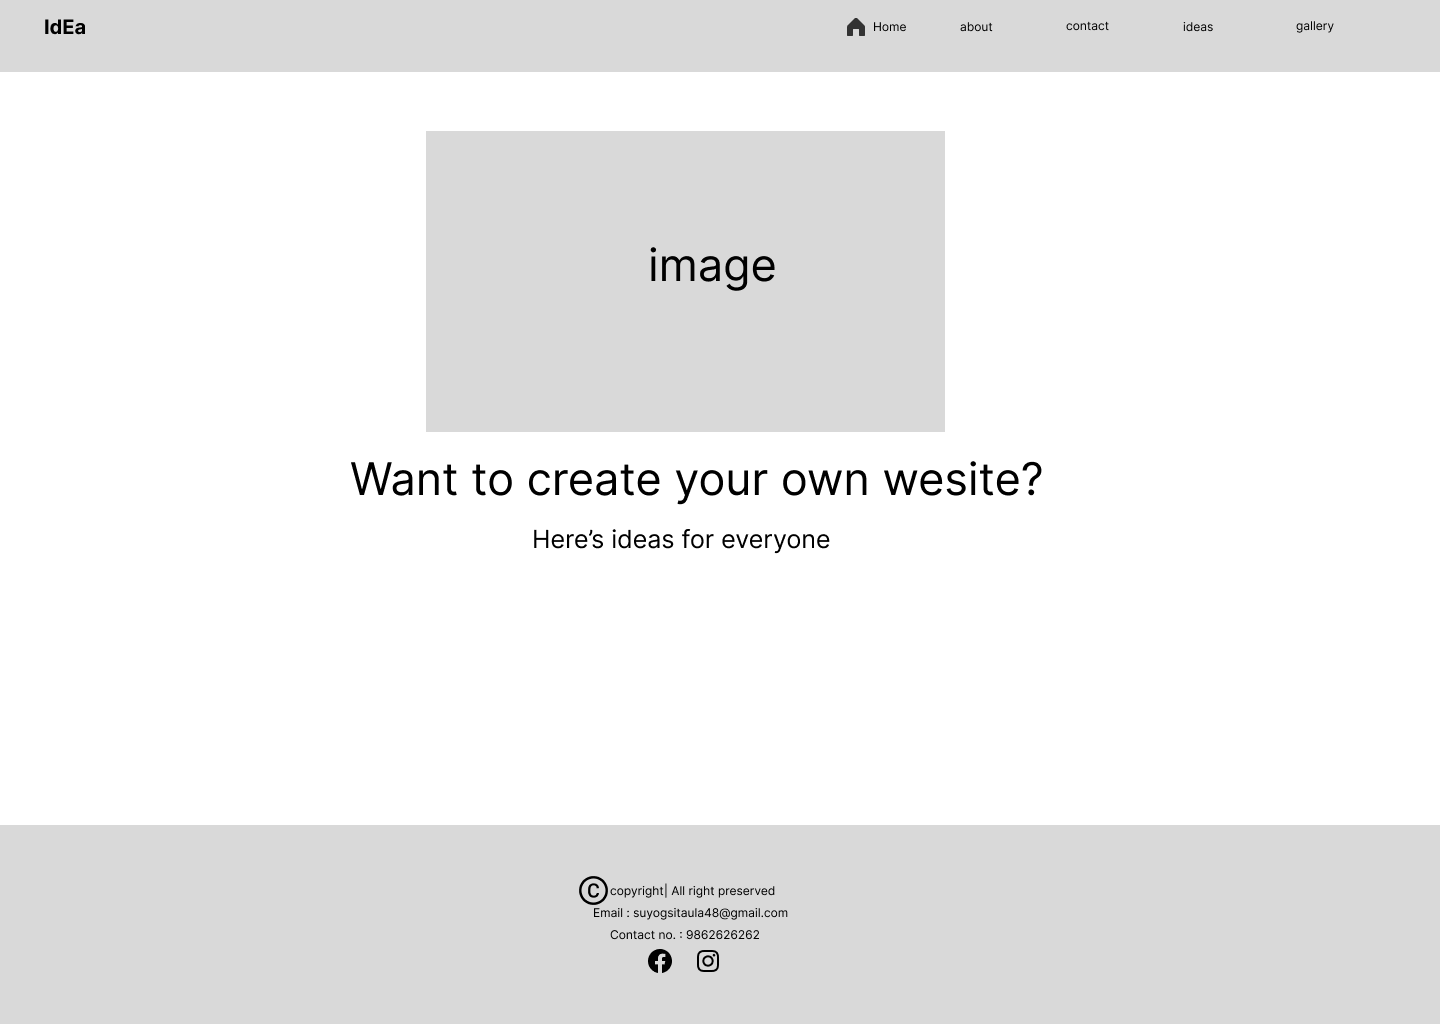 IdEa
Home about contact ideas gallery
image
Want to create your own wesite?
Here’s ideas for everyone
© copyright| All right preserved
Email : suyogsitaula48@gmail.com
Contact no. : 9862626262